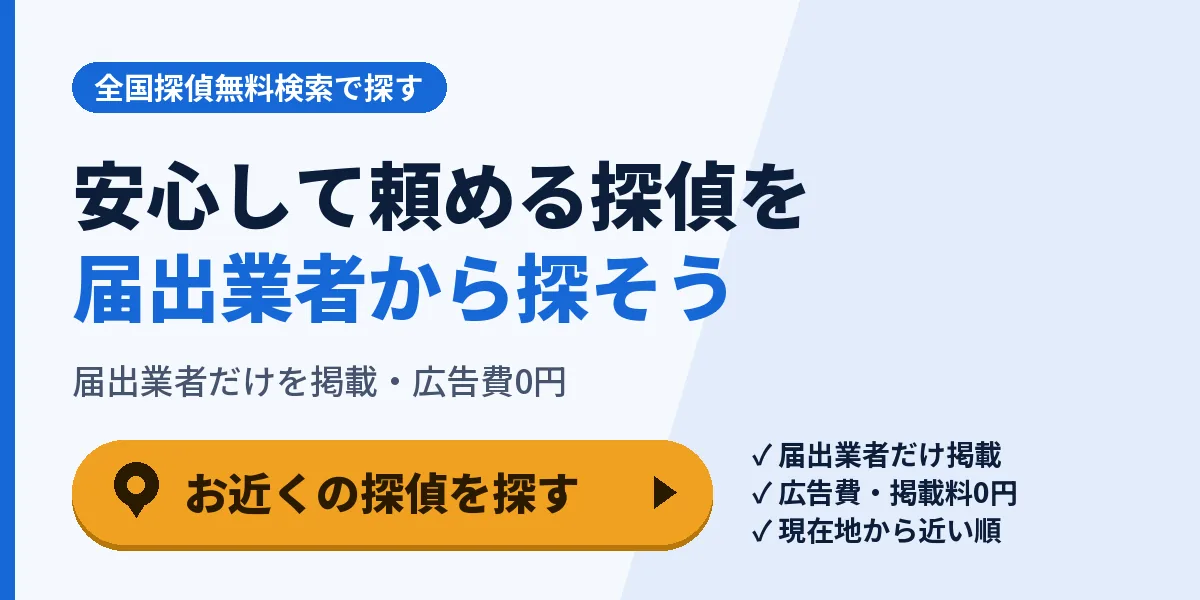 全国探偵無料検索で探す
安心して頼める探偵を
届出業者から探そう
届出業者だけを掲載・広告費0円
お近くの探偵を探す
✓ 届出業者だけ掲載
✓ 広告費・掲載料0円
✓ 現在地から近い順